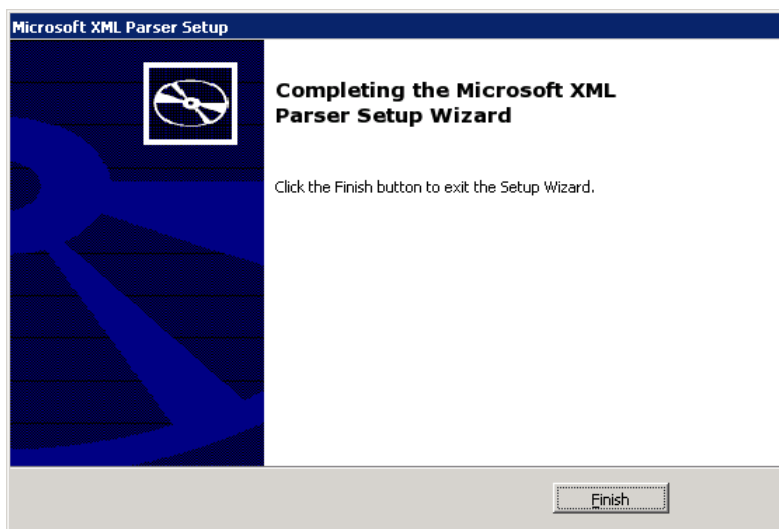 Microsoft XML Parser Setup
Completing the Microsoft XML
Parser Setup Wizard
Click the Finish button to exit the Setup Wizard.
Finish